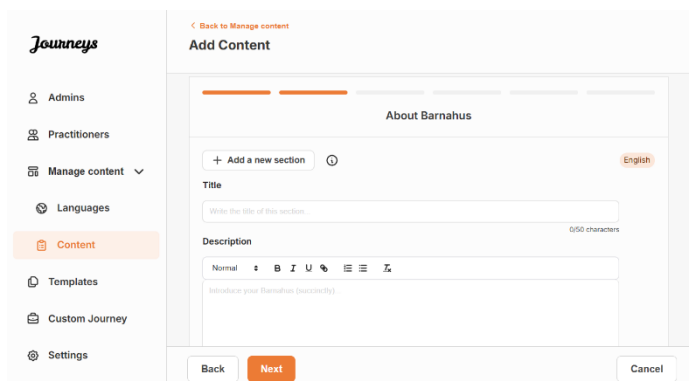 Journeys
Admins
Practitioners
Manage content
Languages
Content
Templates
Custom Journey
Settings
Back to Manage content
Add Content
About Barnahus
+ Add a new section
English
Title
Write the title of this section...
0/50 characters
Description
Normal B I U
Introduce your Barnahus (succinctly)...
Back
Next
Cancel